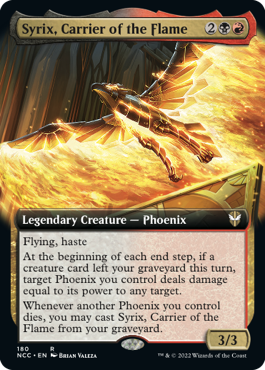 Syrix, Carrier of the Flame 2
Legendary Creature — Phoenix
Flying, haste
At the beginning of each end step, if a
creature card left your graveyard this turn,
target Phoenix you control deals damage
equal to its power to any target.
Whenever another Phoenix you control
dies, you may cast Syrix, Carrier of the
Flame from your graveyard.
3/3
180 R
NCC • EN BRIAN VALEZA
™ & © 2022 Wizards of the Coast